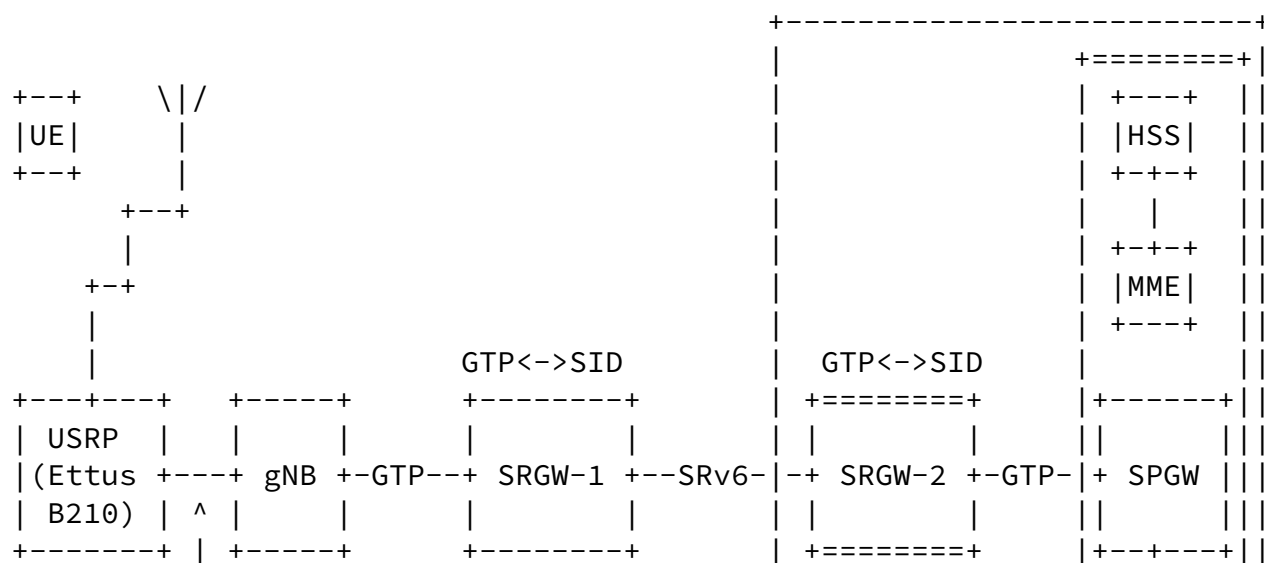 +--------------------------+
                                          |                +========+|
+--+    \|/                               |                | +---+  ||
|UE|     |                                |                | |HSS|  ||
+--+     |                                |                | +-+-+  ||
      +--+                                |                |   |    ||
      |                                   |                | +-+-+  ||
    +-+                                   |                | |MME|  ||
    |                                     |                | +---+  ||
    |                    GTP<->SID        |  GTP<->SID     |        ||
+---+---+   +-----+      +--------+       | +========+     |+------+||
| USRP  |   |     |      |        |       | |        |     ||      |||
|(Ettus +---+ gNB +-GTP--+ SRGW-1 +--SRv6-|-+ SRGW-2 +-GTP-|+ SPGW |||
| B210) | ^ |     |      |        |       | |        |     ||      |||
+-------+ | +-----+      +--------+       | +========+     |+--+---+||